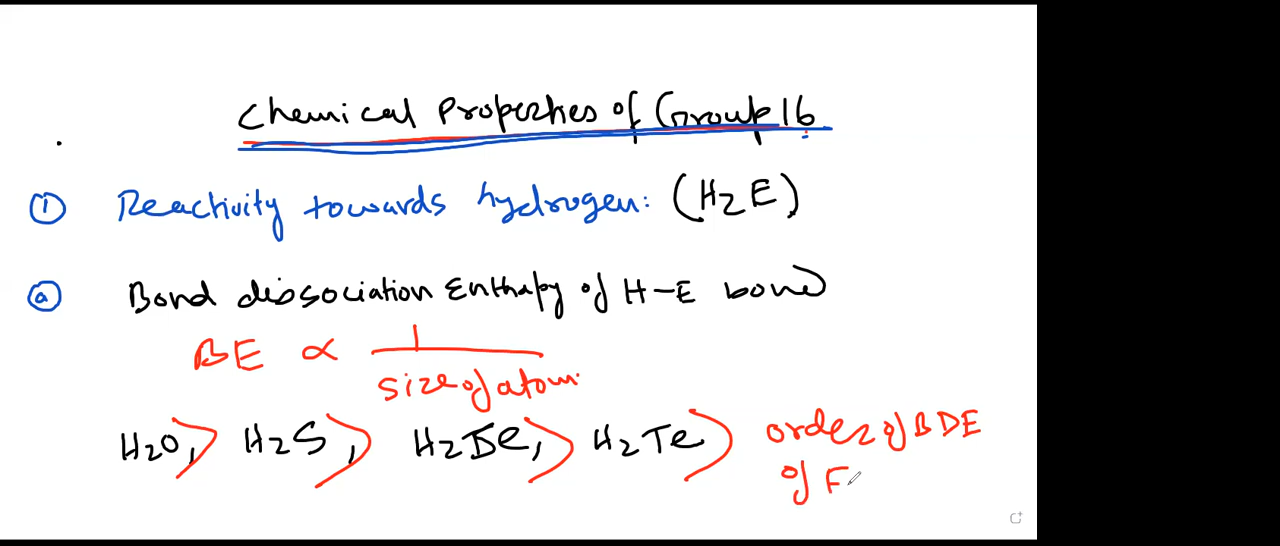 Chemical Properties of Group 16
① Reactivity towards hydrogen: (H2E)
ⓐ Bond dissociation Enthalpy of H-E bond
BE ∝ 1
size of atom.
H2O, > H2S, > H2Se, > H2Te > order of BDE
of E